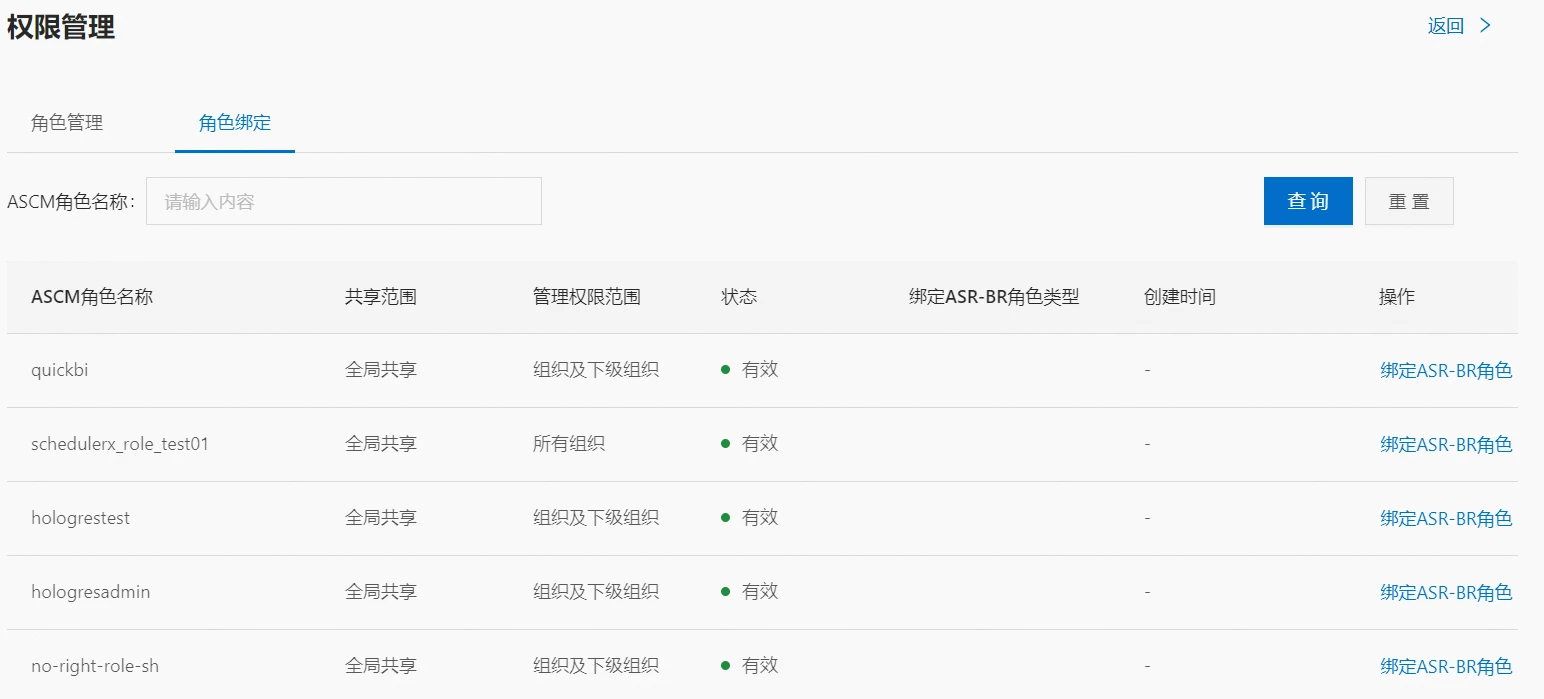 权限管理
返回
角色管理 角色绑定
ASCM角色名称: 请输入内容 查 询 重 置
ASCM角色名称 共享范围 管理权限范围 状态 绑定ASR-BR角色类型 创建时间 操作
quickbi 全局共享 组织及下级组织 有效 - 绑定ASR-BR角色
schedulerx_role_test01 全局共享 所有组织 有效 - 绑定ASR-BR角色
hologrestest 全局共享 组织及下级组织 有效 - 绑定ASR-BR角色
hologresadmin 全局共享 组织及下级组织 有效 - 绑定ASR-BR角色
no-right-role-sh 全局共享 组织及下级组织 有效 - 绑定ASR-BR角色